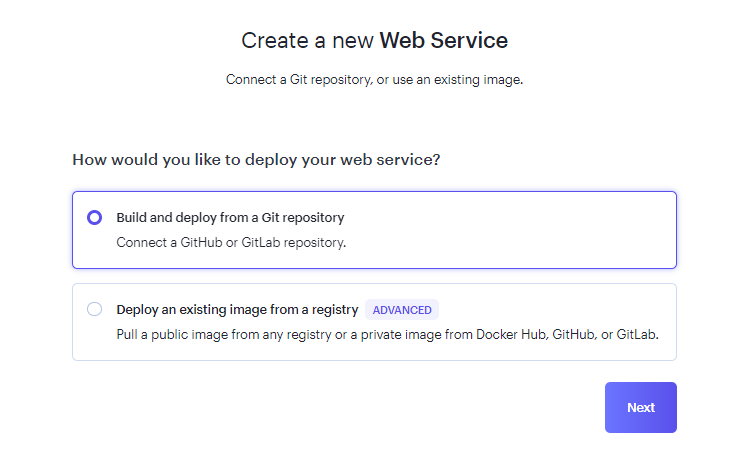 Create a new Web Service
Connect a Git repository, or use an existing image.
How would you like to deploy your web service?
Build and deploy from a Git repository
Connect a GitHub or GitLab repository.
Deploy an existing image from a registry ADVANCED
Pull a public image from any registry or a private image from Docker Hub, GitHub, or GitLab.
Next